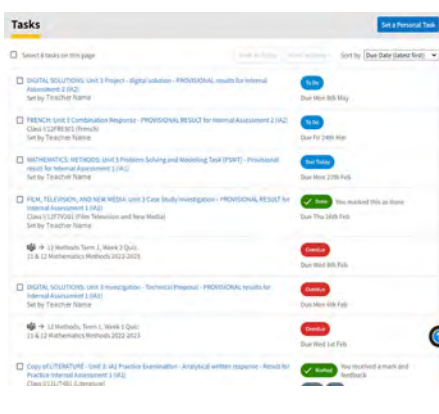 Tasks
Set a Personal Task
Select 8 tasks on this page
Sort by Due Date (latest first)
DIGITAL SOLUTIONS: Unit 3 Project - digital solution - PROVISIONAL results for Internal
Assessment 2 (IA2)
Set by Teacher Name
To Do
Due Mon 8th May
FRENCH: Unit 3 Combination Response - PROVISIONAL RESULT for Internal Assessment 2 (IA2)
(French)
Set by Teacher Name
To Do
Due Fri 24th Mar
MATHEMATICS: METHODS: Unit 3 Problem Solving and Modelling Task (PSMT) - Provisional
result for Internal Assessment 1 (IA1)
Set by Teacher Name
Due Mon 27th Feb
FILM, TELEVISION, AND NEW MEDIA: Unit 3 Case Study Investigation - PROVISIONAL RESULT for
Internal Assessment 1 (IA1)
(Film Television and New Media)
Set by Teacher Name
Done You marked this as done
Due Thu 16th Feb
12 Methods Term 1, Week 2 Quiz
11 & 12 Mathematics Methods 2022-2023
Overdue
Due Wed 8th Feb
DIGITAL SOLUTIONS: Unit 3 Investigation - Technical Proposal - PROVISIONAL results for
Internal Assessment 1 (IA1)
Set by Teacher Name
Overdue
Due Mon 6th Feb
12 Methods, Term 1, Week 1 Quiz
11 & 12 Mathematics Methods 2022-2023
Overdue
Due Wed 1st Feb
Copy of LITERATURE - Unit 3: IA1 Practice Examination - Analytical written response - Result for
Practice Internal Assessment 1 (IA1)
(Literature)
Marked You received a mark and
feedback